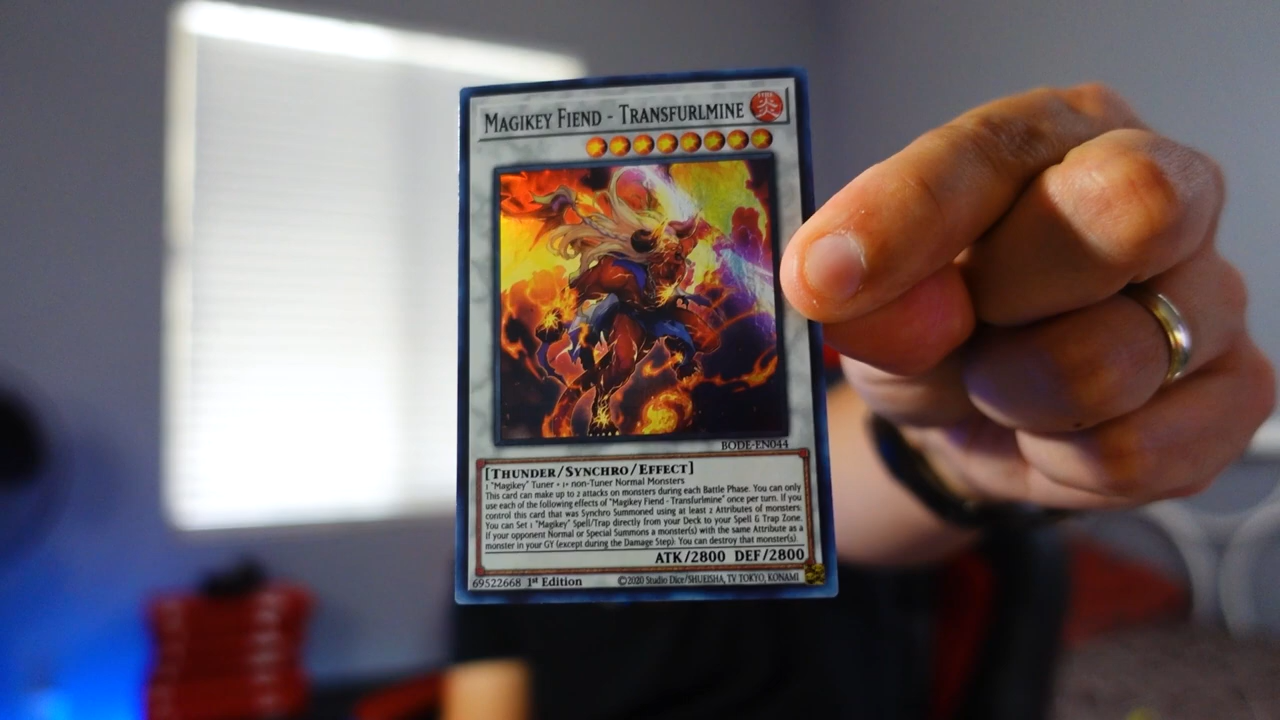 MAGIKEY FIEND - TRANSFURLMINE
炎
BODE-EN044
[THUNDER/SYNCHRO/EFFECT]
1 "Magikey" Tuner + 1+ non-Tuner Normal Monsters
This card can make up to 2 attacks on monsters during each Battle Phase. You can only
use each of the following effects of "Magikey Fiend - Transfurlmine" once per turn. If you
control this card that was Synchro Summoned using at least 2 Attributes of monsters:
You can Set 1 "Magikey" Spell/Trap directly from your Deck to your Spell & Trap Zone.
If your opponent Normal or Special Summons a monster(s) with the same Attribute as a
monster in your GY (except during the Damage Step): You can destroy that monster(s).
ATK/2800 DEF/2800
69522668 1st Edition ©2020 Studio Dice/SHUEISHA, TV TOKYO, KONAMI